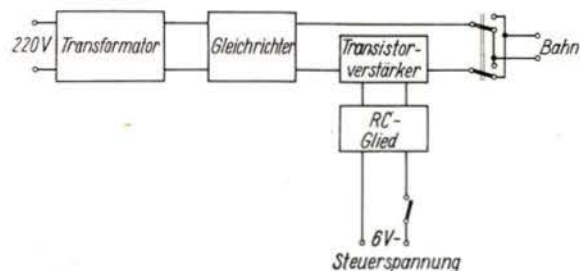 220V
Transformator
Gleichrichter
Transistor-
verstärker
Bahn
RC-
Glied
6V-
Steuerspannung